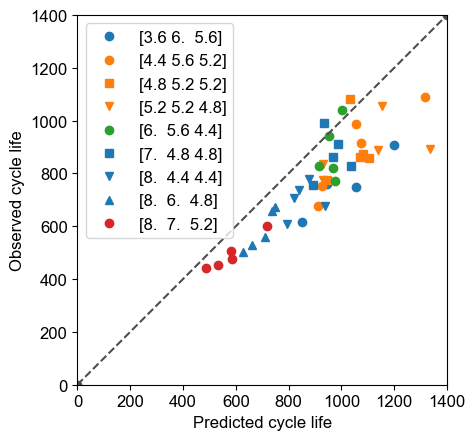 1400
1200
1000
800
600
400
200
0
Observed cycle life
[3.6 6. 5.6]
[4.4 5.6 5.2]
[4.8 5.2 5.2]
[5.2 5.2 4.8]
[6. 5.6 4.4]
[7. 4.8 4.8]
[8. 4.4 4.4]
[8. 6. 4.8]
[8. 7. 5.2]
0 200 400 600 800 1000 1200 1400
Predicted cycle life